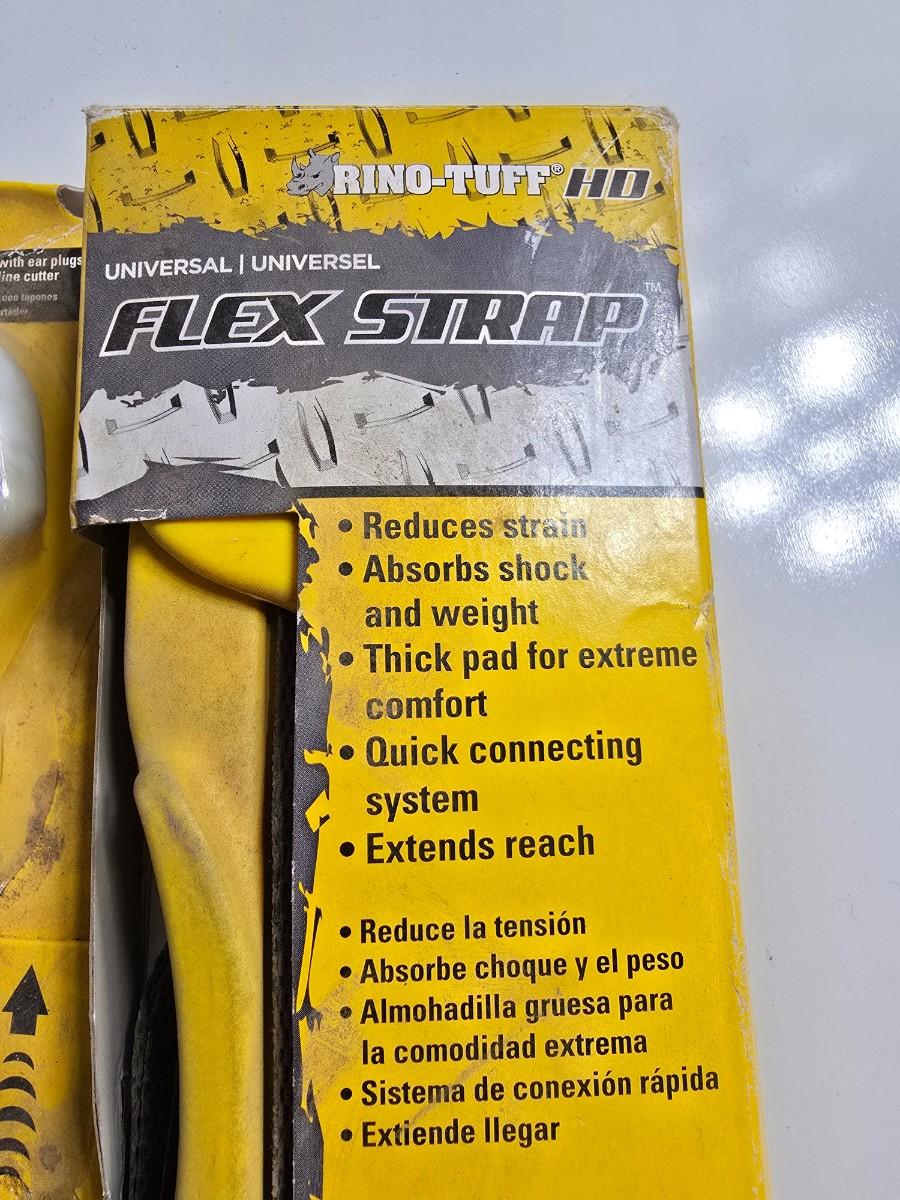 RINO-TUFF® HD
UNIVERSAL | UNIVERSEL
FLEX STRAP™
with ear plugs
line cutter
con tapones
• Reduces strain
• Absorbs shock
and weight
• Thick pad for extreme
comfort
• Quick connecting
system
• Extends reach
• Reduce la tensión
• Absorbe choque y el peso
• Almohadilla gruesa para
la comodidad extrema
• Sistema de conexión rápida
• Extiende llegar